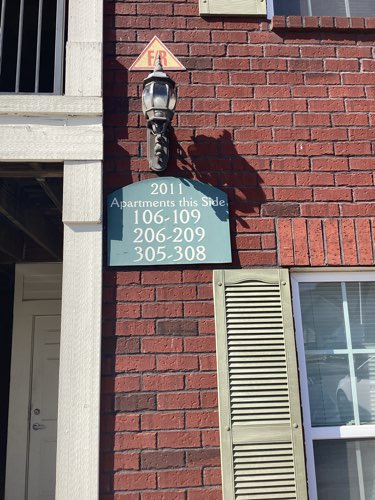 F/R
2011
Apartments this Side
106-109
206-209
305-308